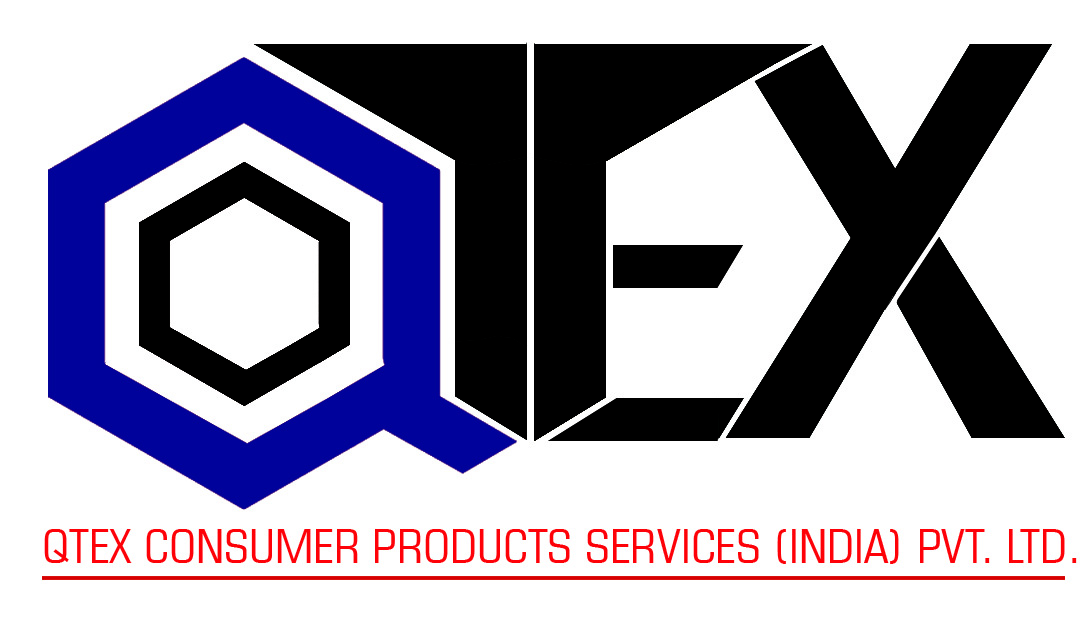 QTEX
QTEX CONSUMER PRODUCTS SERVICES (INDIA) PVT. LTD.